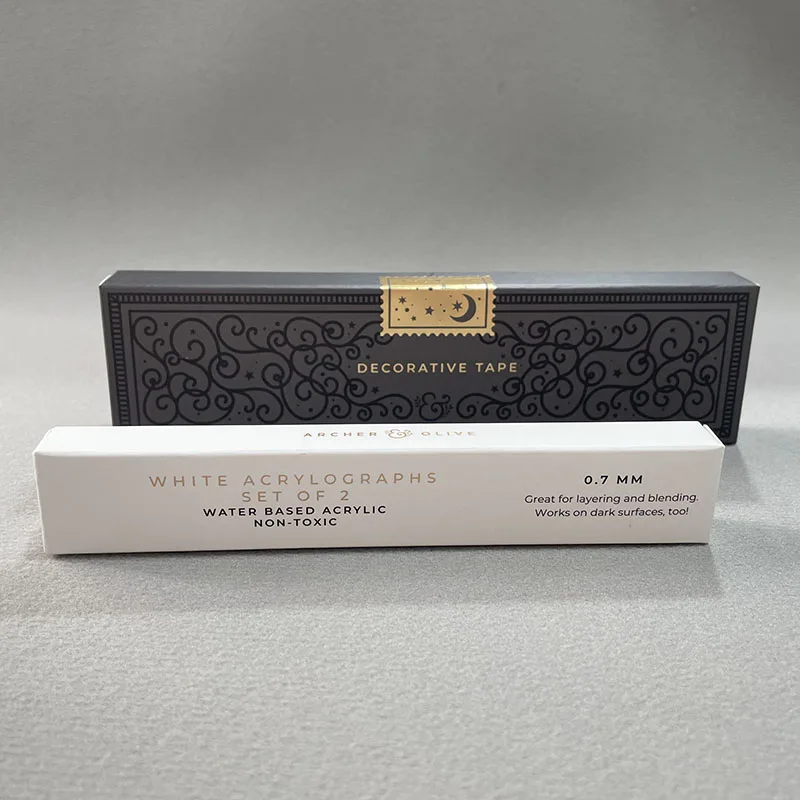 DECORATIVE TAPE
&
ARCHER & OLIVE
WHITE ACRYLOGRAPHS
SET OF 2
WATER BASED ACRYLIC
NON-TOXIC
0.7 MM
Great for layering and blending.
Works on dark surfaces, too!